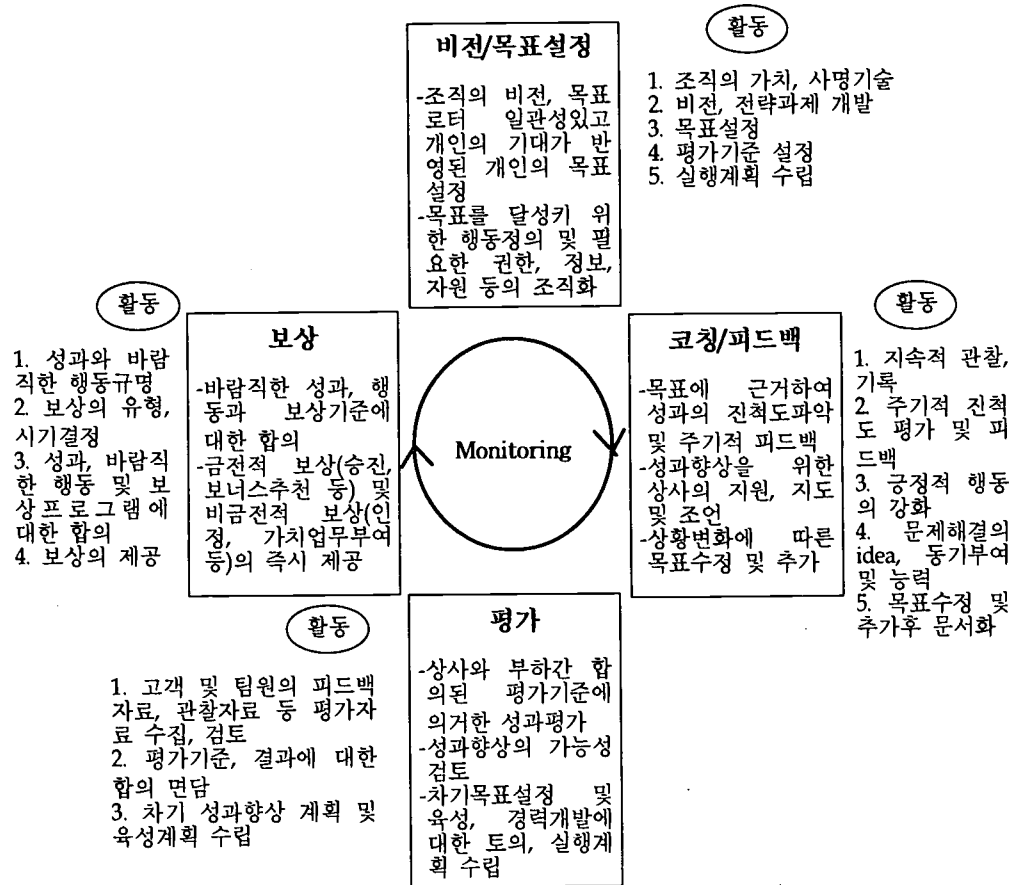 비전/목표설정
-조직의 비전, 목표
로터 일관성있고
개인의 기대가 반
영된 개인의 목표
설정
-목표를 달성키 위
한 행동정의 및 필
요한 권한, 정보,
자원 등의 조직화
활동
1. 조직의 가치, 사명기술
2. 비전, 전략과제 개발
3. 목표설정
4. 평가기준 설정
5. 실행계획 수립
활동
1. 성과와 바람
직한 행동규명
2. 보상의 유형,
시기결정
3. 성과, 바람직
한 행동 및 보
상프로그램에
대한 합의
4. 보상의 제공
보상
-바람직한 성과, 행
동과 보상기준에
대한 합의
-금전적 보상(승진,
보너스추천 등) 및
비금전적 보상(인
정, 가치업무부여
등)의 즉시 제공
Monitoring
코칭/피드백
-목표에 근거하여
성과의 진척도파악
및 주기적 피드백
-성과향상을 위한
상사의 지원, 지도
및 조언
-상황변화에 따른
목표수정 및 추가
활동
1. 지속적 관찰,
기록
2. 주기적 진척
도 평가 및 피
드백
3. 긍정적 행동
의 강화
4. 문제해결의
idea, 동기부여
및 능력
5. 목표수정 및
추가후 문서화
활동
1. 고객 및 팀원의 피드백
자료, 관찰자료 등 평가자
료 수집, 검토
2. 평가기준, 결과에 대한
합의 면담
3. 차기 성과향상 계획 및
육성계획 수립
평가
-상사와 부하간 합
의된 평가기준에
의거한 성과평가
-성과향상의 가능성
검토
-차기목표설정 및
육성, 경력개발에
대한 토의, 실행계
획 수립